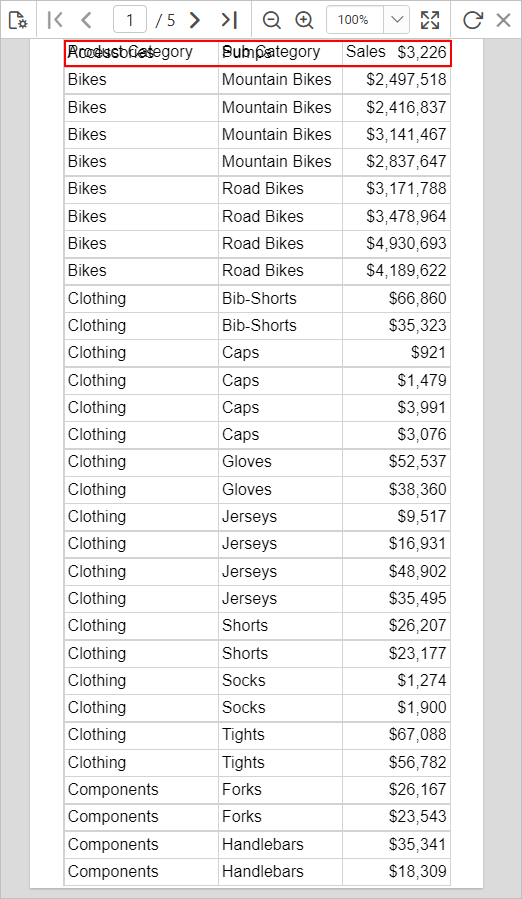 1 / 5 100%
Product Category Sub Category Sales
Accessories Pumps $3,226
Bikes Mountain Bikes $2,497,518
Bikes Mountain Bikes $2,416,837
Bikes Mountain Bikes $3,141,467
Bikes Mountain Bikes $2,837,647
Bikes Road Bikes $3,171,788
Bikes Road Bikes $3,478,964
Bikes Road Bikes $4,930,693
Bikes Road Bikes $4,189,622
Clothing Bib-Shorts $66,860
Clothing Bib-Shorts $35,323
Clothing Caps $921
Clothing Caps $1,479
Clothing Caps $3,991
Clothing Caps $3,076
Clothing Gloves $52,537
Clothing Gloves $38,360
Clothing Jerseys $9,517
Clothing Jerseys $16,931
Clothing Jerseys $48,902
Clothing Jerseys $35,495
Clothing Shorts $26,207
Clothing Shorts $23,177
Clothing Socks $1,274
Clothing Socks $1,900
Clothing Tights $67,088
Clothing Tights $56,782
Components Forks $26,167
Components Forks $23,543
Components Handlebars $35,341
Components Handlebars $18,309